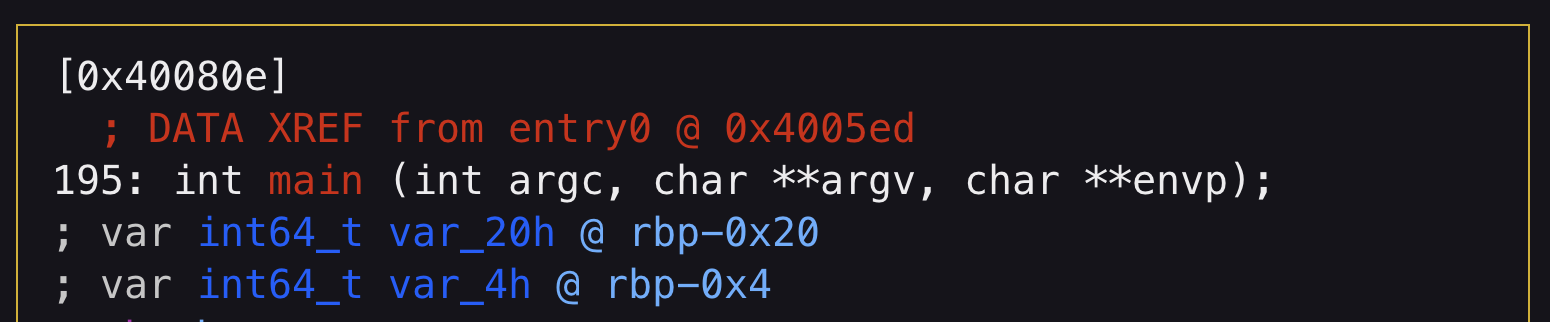 [0x40080e]
; DATA XREF from entry0 @ 0x4005ed
195: int main (int argc, char **argv, char **envp);
; var int64_t var_20h @ rbp-0x20
; var int64_t var_4h @ rbp-0x4